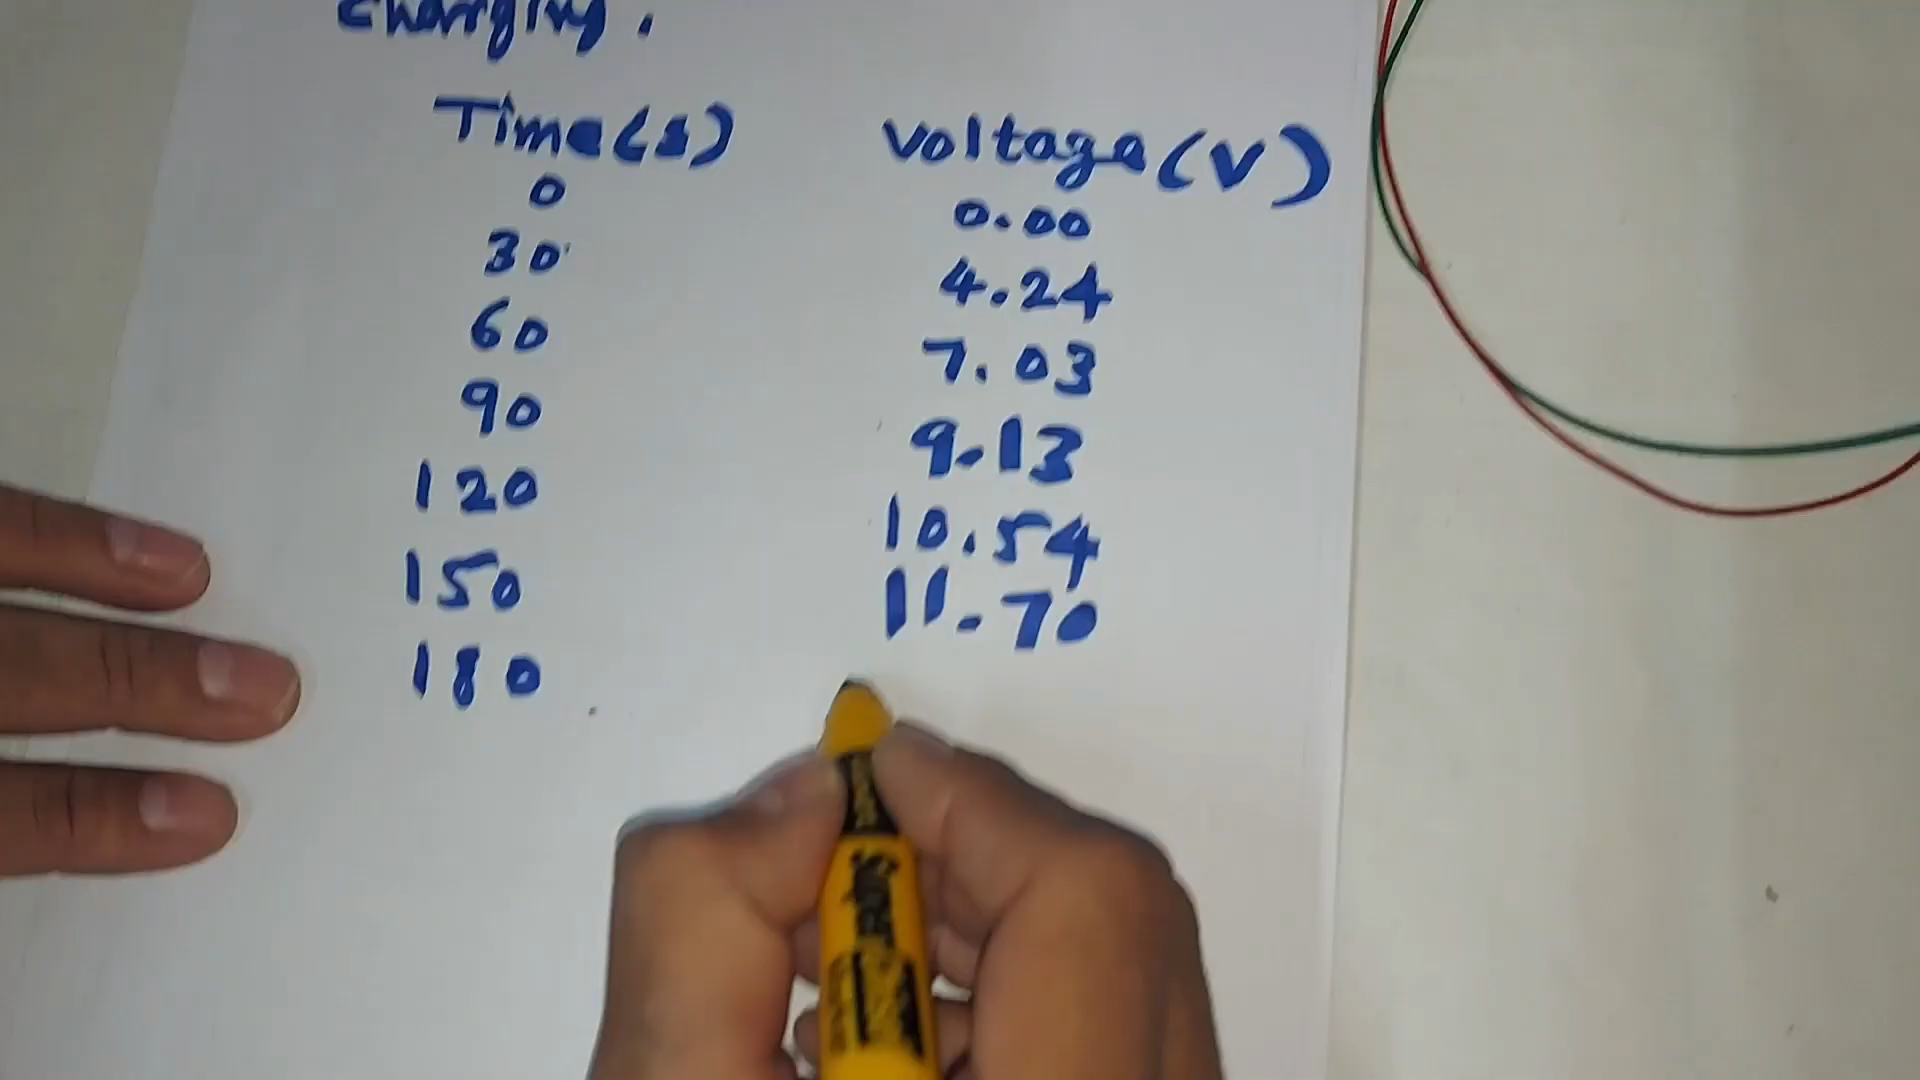 charging.
Time(s) Voltage(V)
0 0.00
30 4.24
60 7.03
90 9.13
120 10.54
150 11.70
180
Super